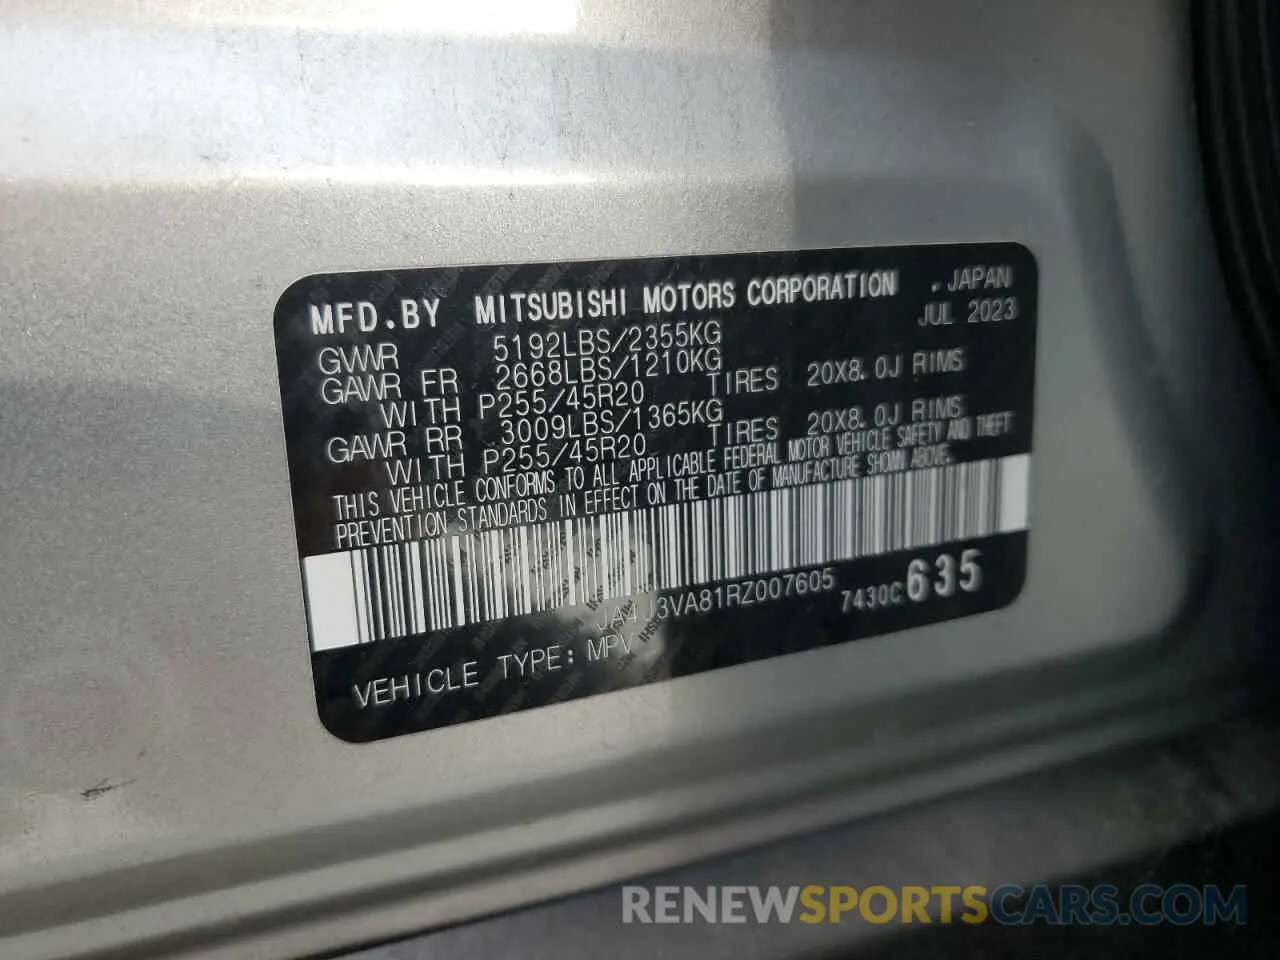 MFD.BY MITSUBISHI MOTORS CORPORATION . JAPAN
JUL 2023
GVWR 5192LBS/2355KG
GAWR FR 2668LBS/1210KG
WITH P255/45R20 TIRES 20X8.0J RIMS
GAWR RR 3009LBS/1365KG
WITH P255/45R20 TIRES 20X8.0J RIMS
THIS VEHICLE CONFORMS TO ALL APPLICABLE FEDERAL MOTOR VEHICLE SAFETY AND THEFT
PREVENTION STANDARDS IN EFFECT ON THE DATE OF MANUFACTURE SHOWN ABOVE.
JA4J3VA81RZ007605 7430C 635
VEHICLE TYPE: MPV
RENEWSPORTSCARS.COM